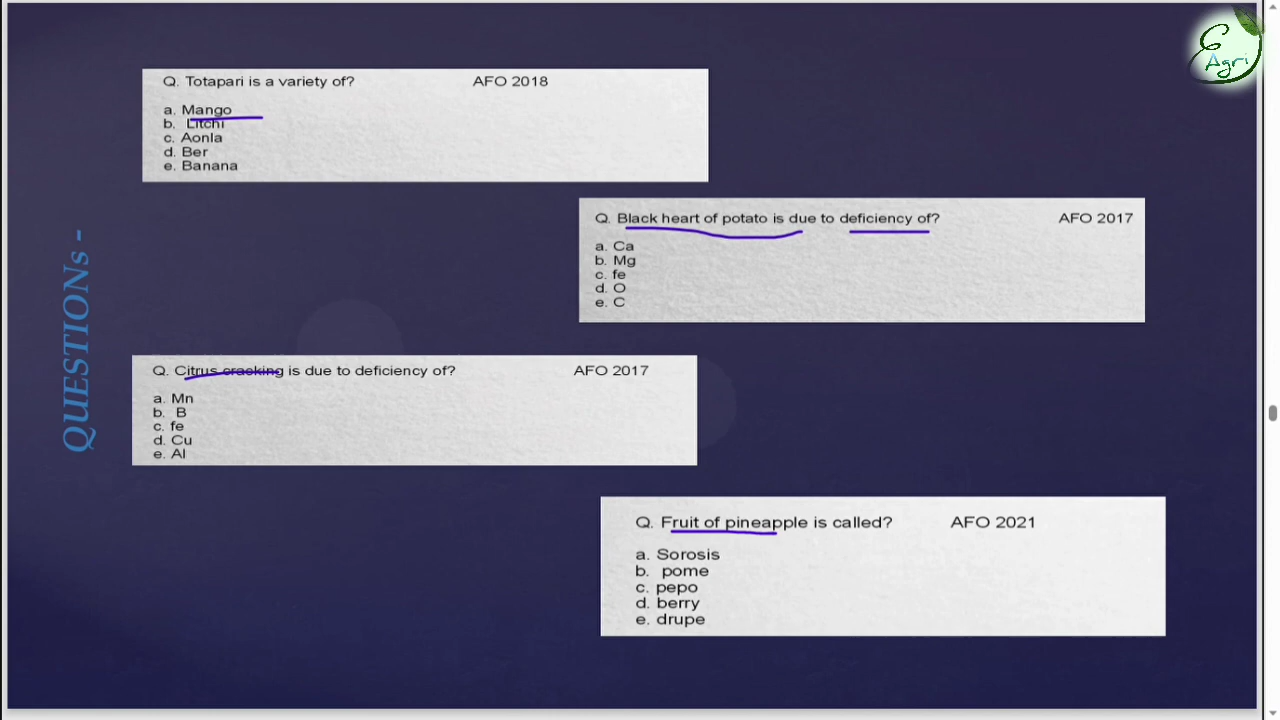 E
Agri
QUESTIONs -
Q. Totapari is a variety of? AFO 2018
a. Mango
b. Litchi
c. Aonla
d. Ber
e. Banana
Q. Black heart of potato is due to deficiency of? AFO 2017
a. Ca
b. Mg
c. fe
d. O
e. C
Q. Citrus cracking is due to deficiency of? AFO 2017
a. Mn
b. B
c. fe
d. Cu
e. Al
Q. Fruit of pineapple is called? AFO 2021
a. Sorosis
b. pome
c. pepo
d. berry
e. drupe